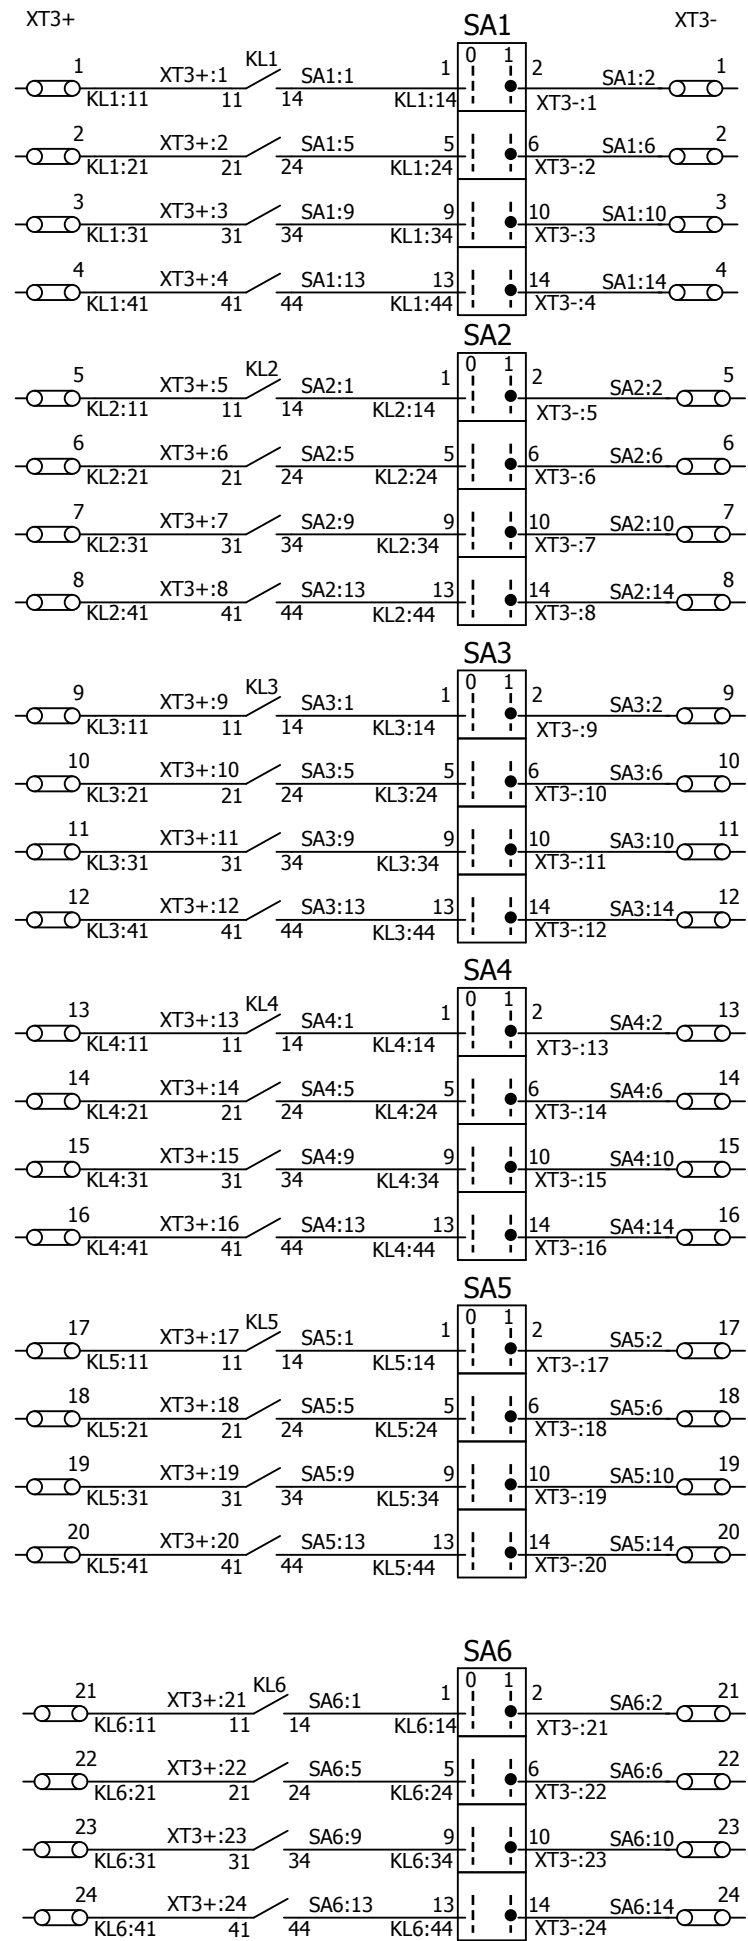 XT3+ SA1 XT3-
0 1
1 XT3+:1 KL1 SA1:1 1 2 SA1:2 1
KL1:11 11 14 KL1:14 XT3-:1
2 XT3+:2 SA1:5 5 6 SA1:6 2
KL1:21 21 24 KL1:24 XT3-:2
3 XT3+:3 SA1:9 9 10 SA1:10 3
KL1:31 31 34 KL1:34 XT3-:3
4 XT3+:4 SA1:13 13 14 SA1:14 4
KL1:41 41 44 KL1:44 XT3-:4
SA2
0 1
5 XT3+:5 KL2 SA2:1 1 2 SA2:2 5
KL2:11 11 14 KL2:14 XT3-:5
6 XT3+:6 SA2:5 5 6 SA2:6 6
KL2:21 21 24 KL2:24 XT3-:6
7 XT3+:7 SA2:9 9 10 SA2:10 7
KL2:31 31 34 KL2:34 XT3-:7
8 XT3+:8 SA2:13 13 14 SA2:14 8
KL2:41 41 44 KL2:44 XT3-:8
SA3
0 1
9 XT3+:9 KL3 SA3:1 1 2 SA3:2 9
KL3:11 11 14 KL3:14 XT3-:9
10 XT3+:10 SA3:5 5 6 SA3:6 10
KL3:21 21 24 KL3:24 XT3-:10
11 XT3+:11 SA3:9 9 10 SA3:10 11
KL3:31 31 34 KL3:34 XT3-:11
12 XT3+:12 SA3:13 13 14 SA3:14 12
KL3:41 41 44 KL3:44 XT3-:12
SA4
0 1
13 XT3+:13 KL4 SA4:1 1 2 SA4:2 13
KL4:11 11 14 KL4:14 XT3-:13
14 XT3+:14 SA4:5 5 6 SA4:6 14
KL4:21 21 24 KL4:24 XT3-:14
15 XT3+:15 SA4:9 9 10 SA4:10 15
KL4:31 31 34 KL4:34 XT3-:15
16 XT3+:16 SA4:13 13 14 SA4:14 16
KL4:41 41 44 KL4:44 XT3-:16
SA5
0 1
17 XT3+:17 KL5 SA5:1 1 2 SA5:2 17
KL5:11 11 14 KL5:14 XT3-:17
18 XT3+:18 SA5:5 5 6 SA5:6 18
KL5:21 21 24 KL5:24 XT3-:18
19 XT3+:19 SA5:9 9 10 SA5:10 19
KL5:31 31 34 KL5:34 XT3-:19
20 XT3+:20 SA5:13 13 14 SA5:14 20
KL5:41 41 44 KL5:44 XT3-:20
SA6
0 1
21 XT3+:21 KL6 SA6:1 1 2 SA6:2 21
KL6:11 11 14 KL6:14 XT3-:21
22 XT3+:22 SA6:5 5 6 SA6:6 22
KL6:21 21 24 KL6:24 XT3-:22
23 XT3+:23 SA6:9 9 10 SA6:10 23
KL6:31 31 34 KL6:34 XT3-:23
24 XT3+:24 SA6:13 13 14 SA6:14 24
KL6:41 41 44 KL6:44 XT3-:24